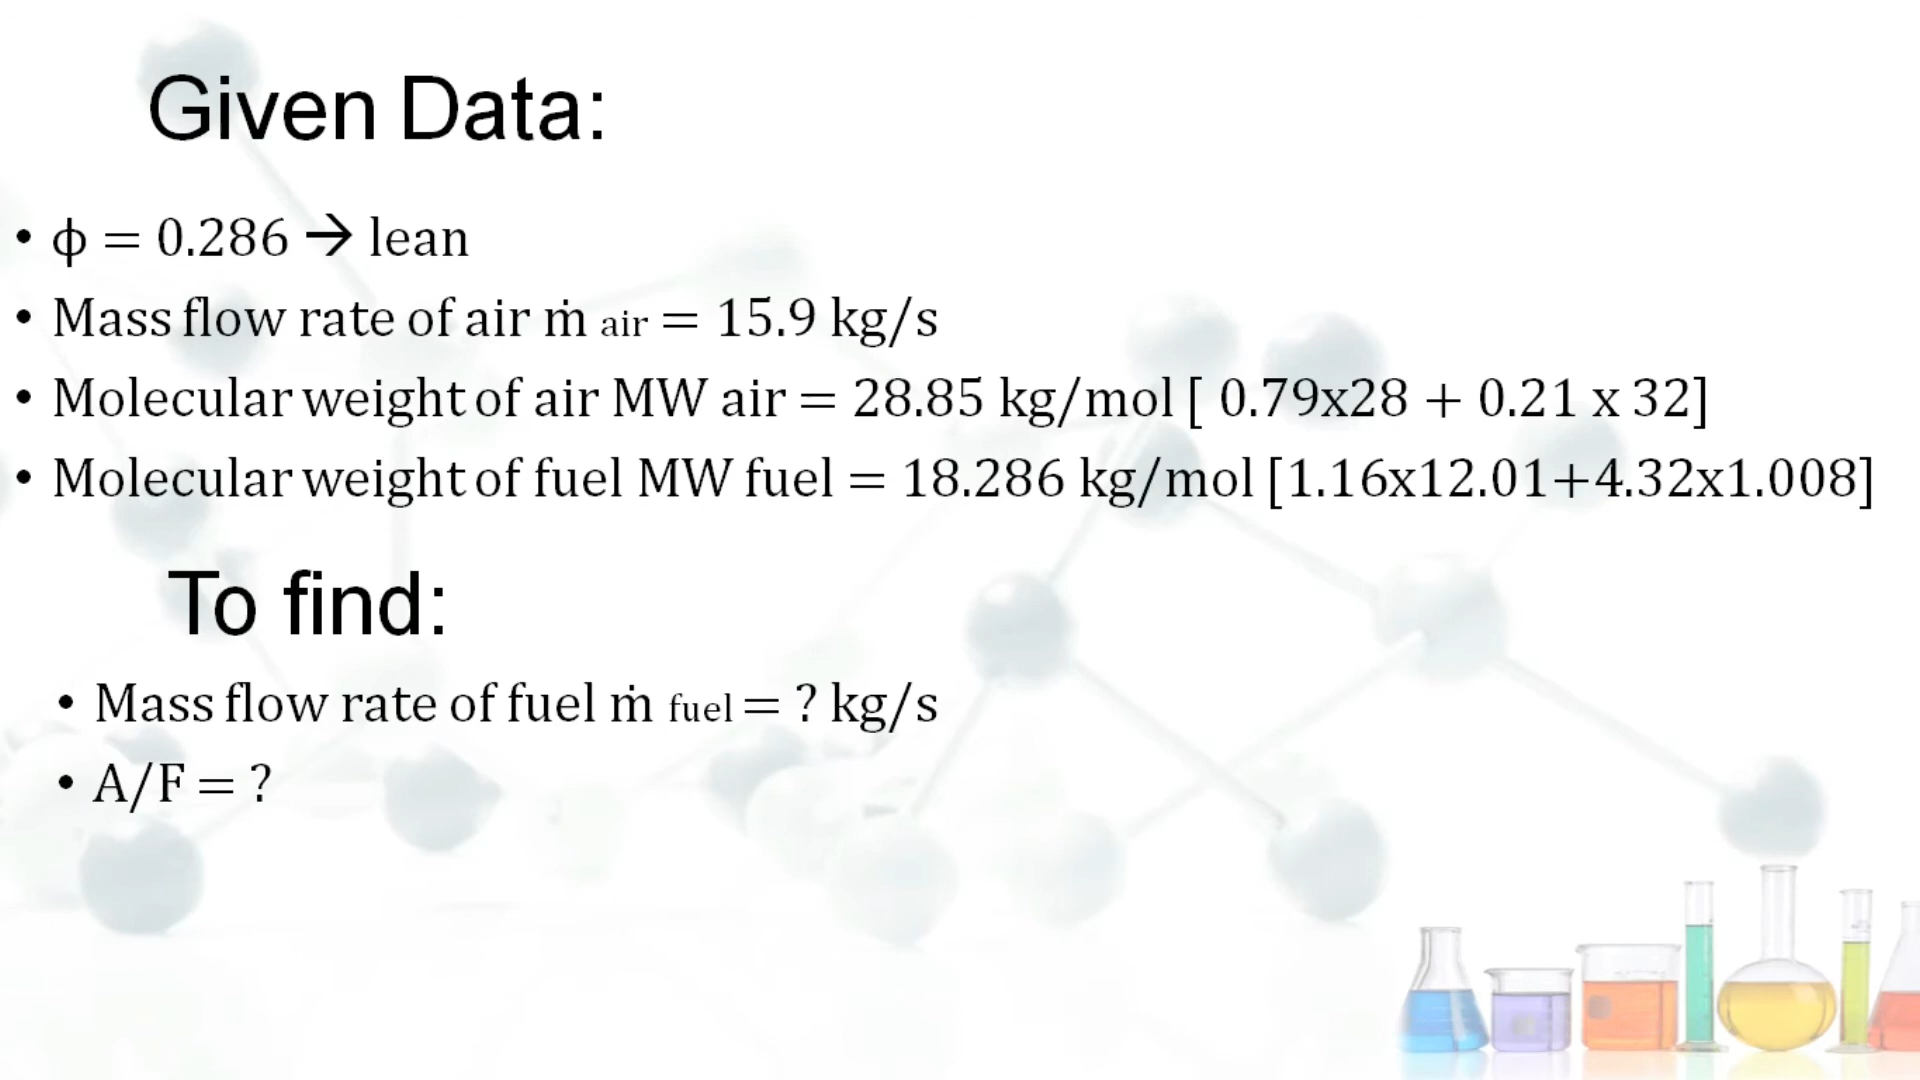 Given Data:
• ϕ = 0.286 → lean
• Mass flow rate of air ṁ air = 15.9 kg/s
• Molecular weight of air MW air = 28.85 kg/mol [ 0.79x28 + 0.21 x 32]
• Molecular weight of fuel MW fuel = 18.286 kg/mol [1.16x12.01+4.32x1.008]
To find:
• Mass flow rate of fuel ṁ fuel = ? kg/s
• A/F = ?